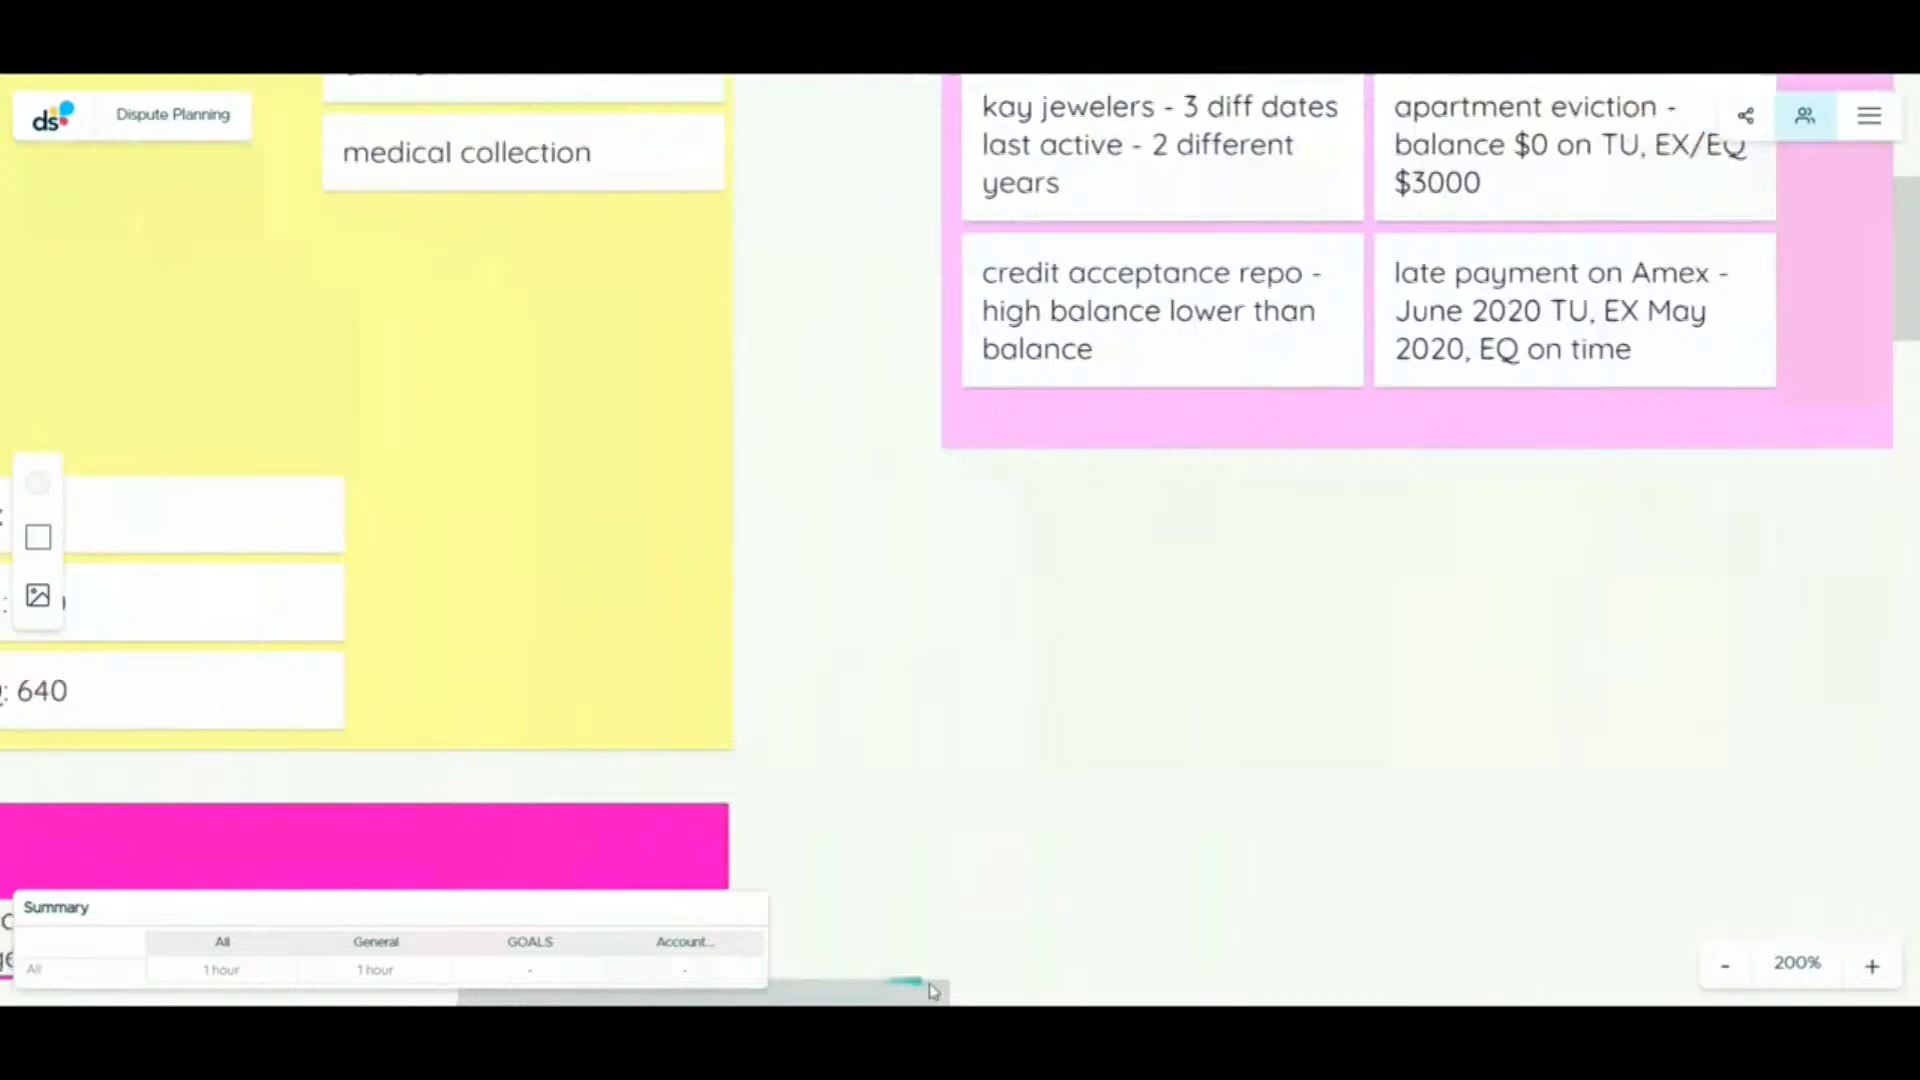 ds
Dispute Planning
medical collection
kay jewelers - 3 diff dates
last active - 2 different
years
apartment eviction -
balance $0 on TU, EX/EQ
$3000
credit acceptance repo -
high balance lower than
balance
late payment on Amex -
June 2020 TU, EX May
2020, EQ on time
: 640
Summary
All General GOALS Account...
All 1 hour 1 hour - -
- 200% +